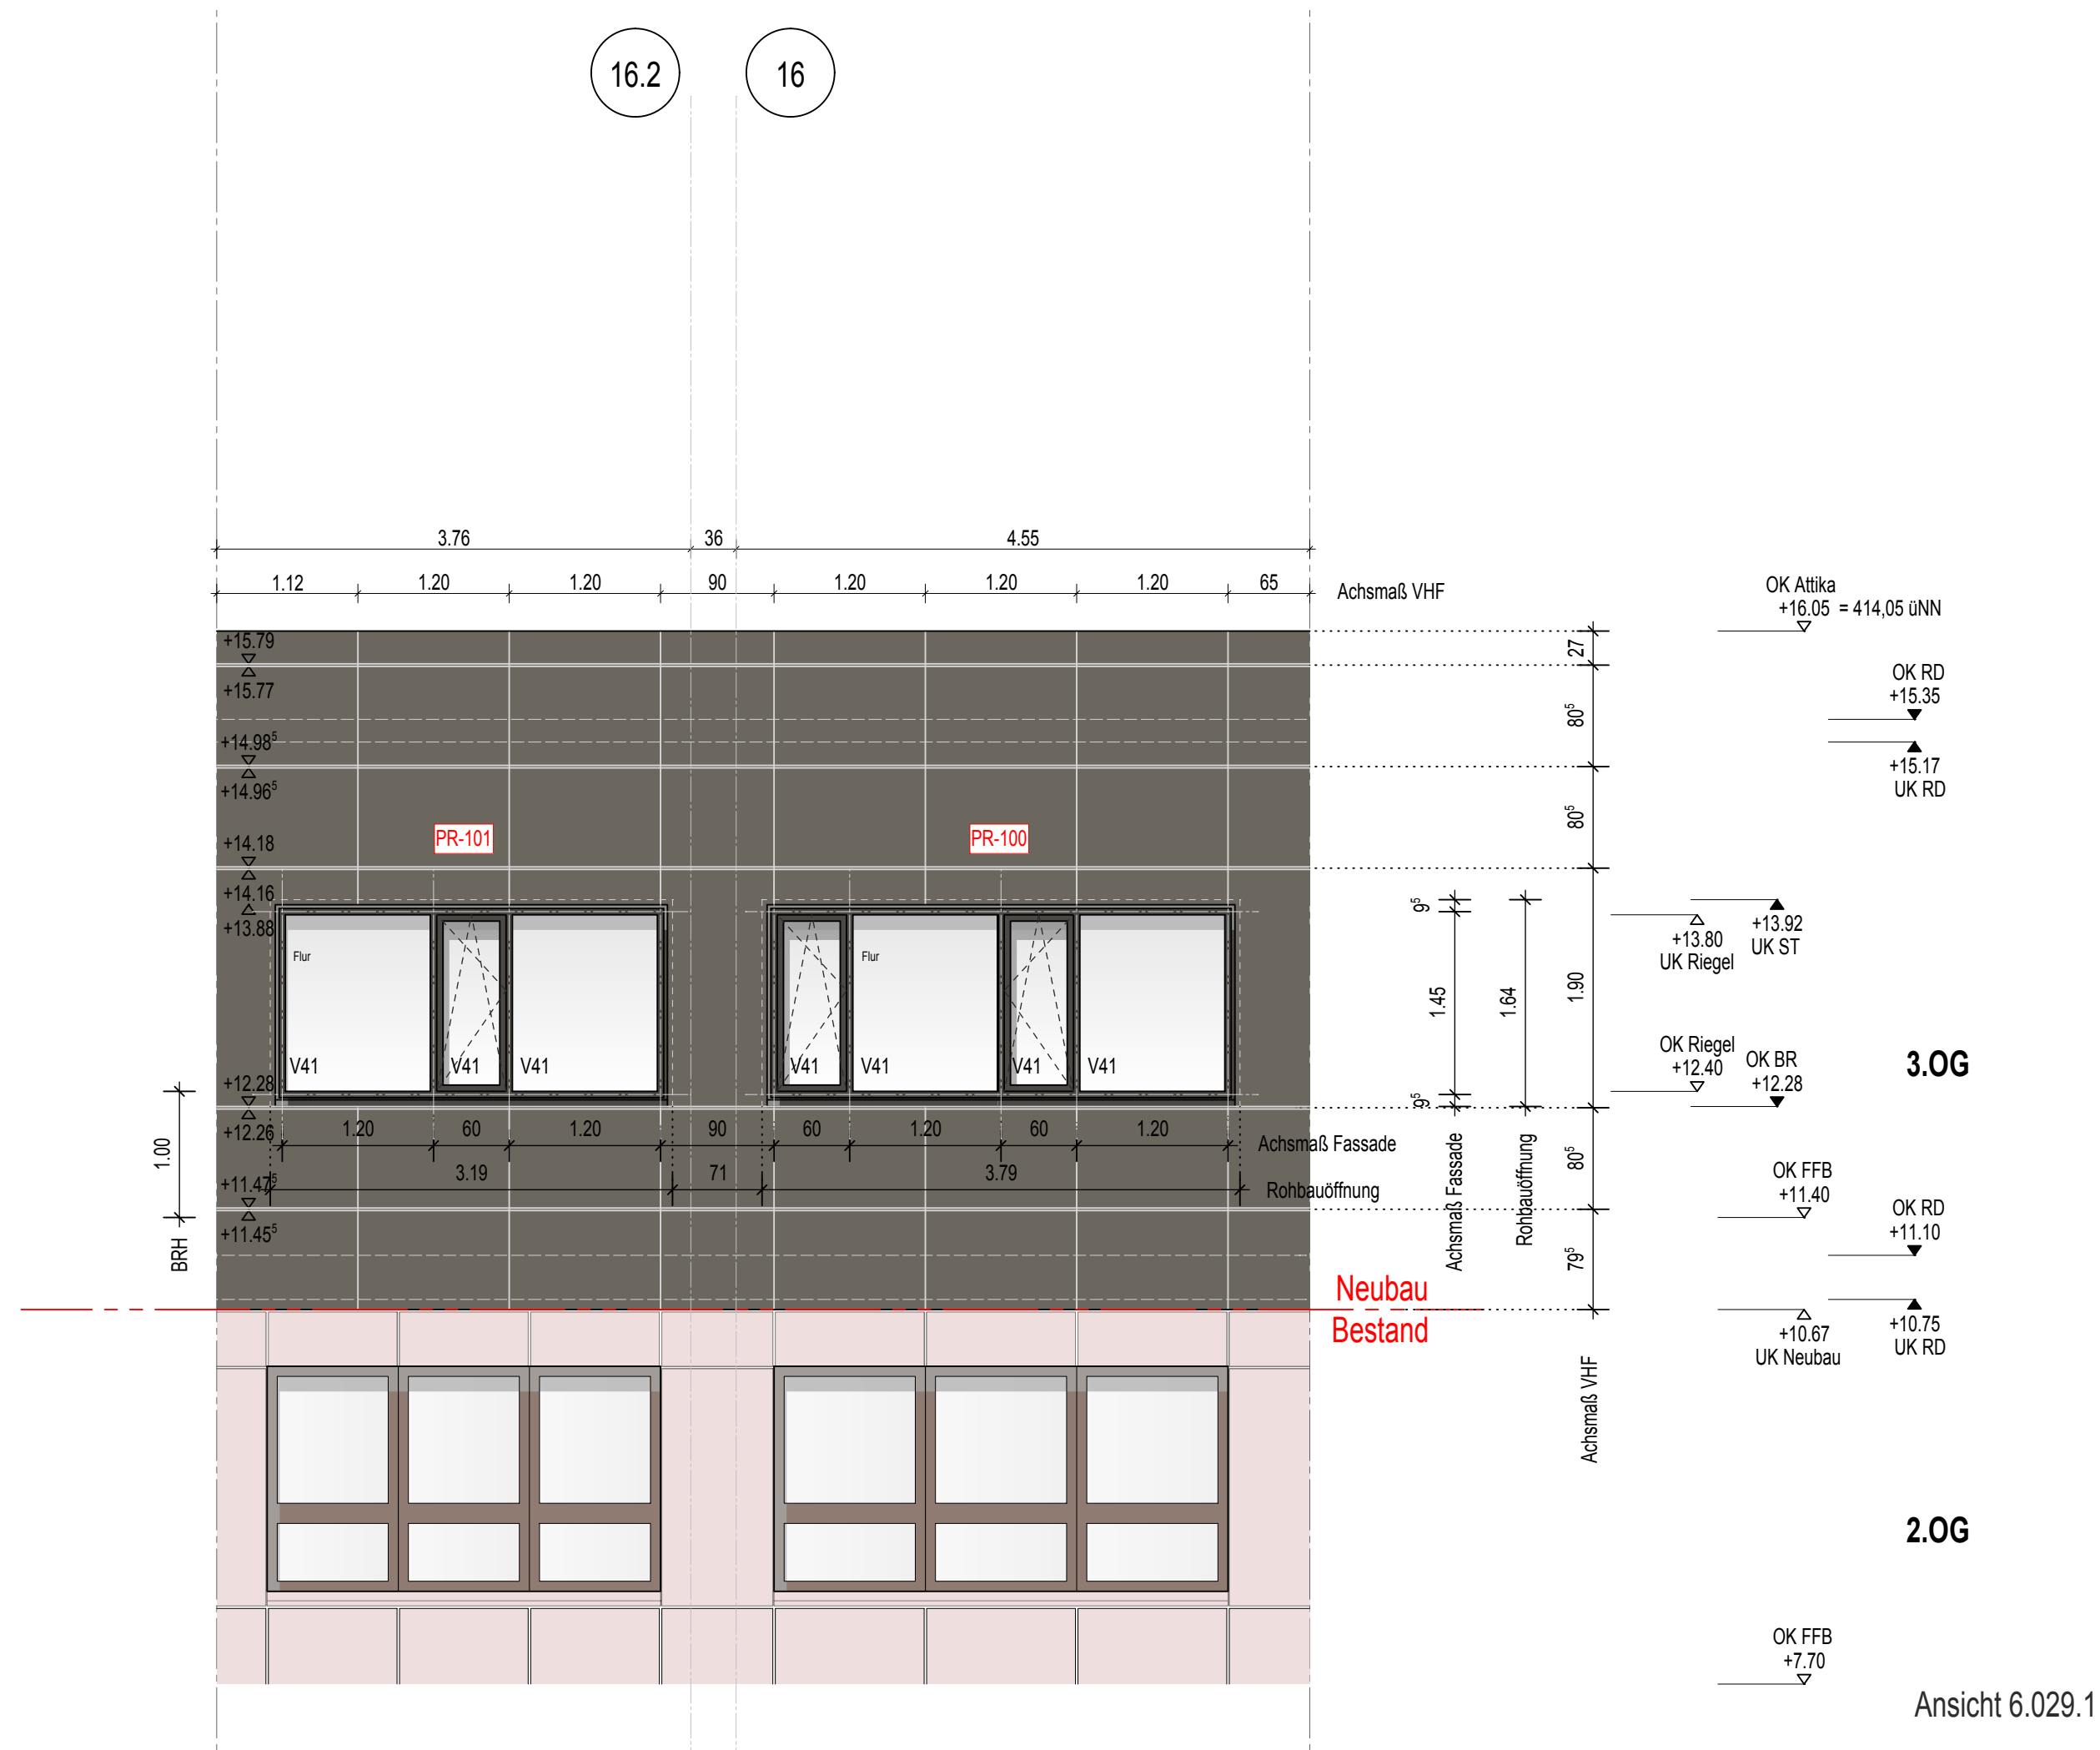 16.2
16
3.76
36
4.55
1.12
1.20
1.20
90
1.20
1.20
1.20
65
Achsmaß VHF
OK Attika
+16.05 = 414,05 üNN
+15.79
+15.77
27
OK RD
+15.35
80⁵
+14.98⁵
+14.96⁵
+15.17
UK RD
80⁵
PR-101
PR-100
+14.18
+14.16
+13.88
9⁵
+13.92
UK ST
+13.80
UK Riegel
Flur
Flur
1.45
1.64
1.90
OK Riegel
+12.40
OK BR
+12.28
3.OG
V41
V41
V41
V41
V41
V41
V41
+12.28
+12.26
9⁵
1.00
BRH
1.20
60
1.20
90
60
1.20
60
1.20
Achsmaß Fassade
3.19
71
3.79
Rohbauöffnung
Achsmaß Fassade
Rohbauöffnung
80⁵
+11.47⁵
+11.45⁵
OK FFB
+11.40
OK RD
+11.10
79⁵
Neubau
Bestand
+10.67
UK Neubau
+10.75
UK RD
Achsmaß VHF
2.OG
OK FFB
+7.70
Ansicht 6.029.1